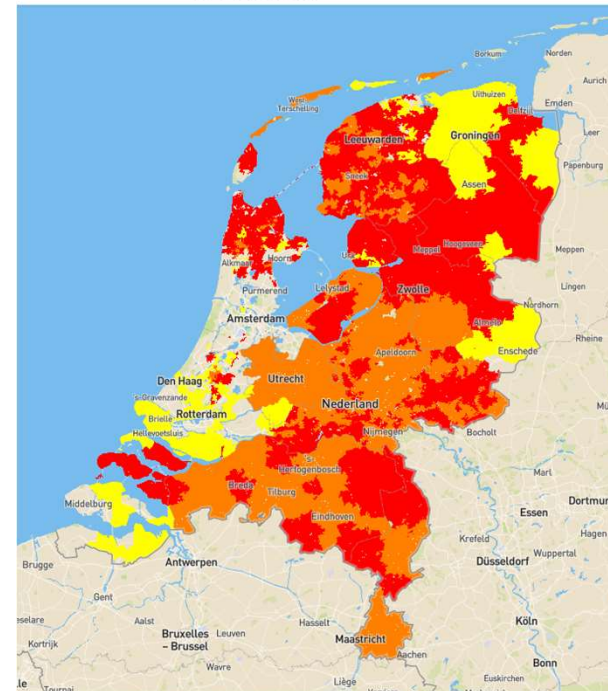 Borkum
Norden
Aurich
West
Terschelling
Uithuizen
Delfzijl
Emden
Leer
Leeuwarden
Groningen
Papenburg
Sneek
Assen
Meppel
Hoogeveen
Meppen
Alkmaar
Hoorn
Lingen
Purmerend
Lelystad
Zwolle
Nordhorn
Amsterdam
Almelo
Rheine
Apeldoorn
Enschede
Den Haag
Utrecht
's Gravenzande
Nederland
Brielle
Rotterdam
Hellevoetsluis
Nijmegen
Bocholt
's-
Hertogenbosch
Marl
Breda
Tilburg
Dortmund
Middelburg
Eindhoven
Essen
Hagen
Krefeld
Antwerpen
Düsseldorf
Wuppertal
Brugge
Gent
Hasselt
Köln
Aalst
Bruxelles
– Brussel
Leuven
Maastricht
Kortrijk
Aachen
Wavre
Bonn
Liège
Euskirchen
Tournai